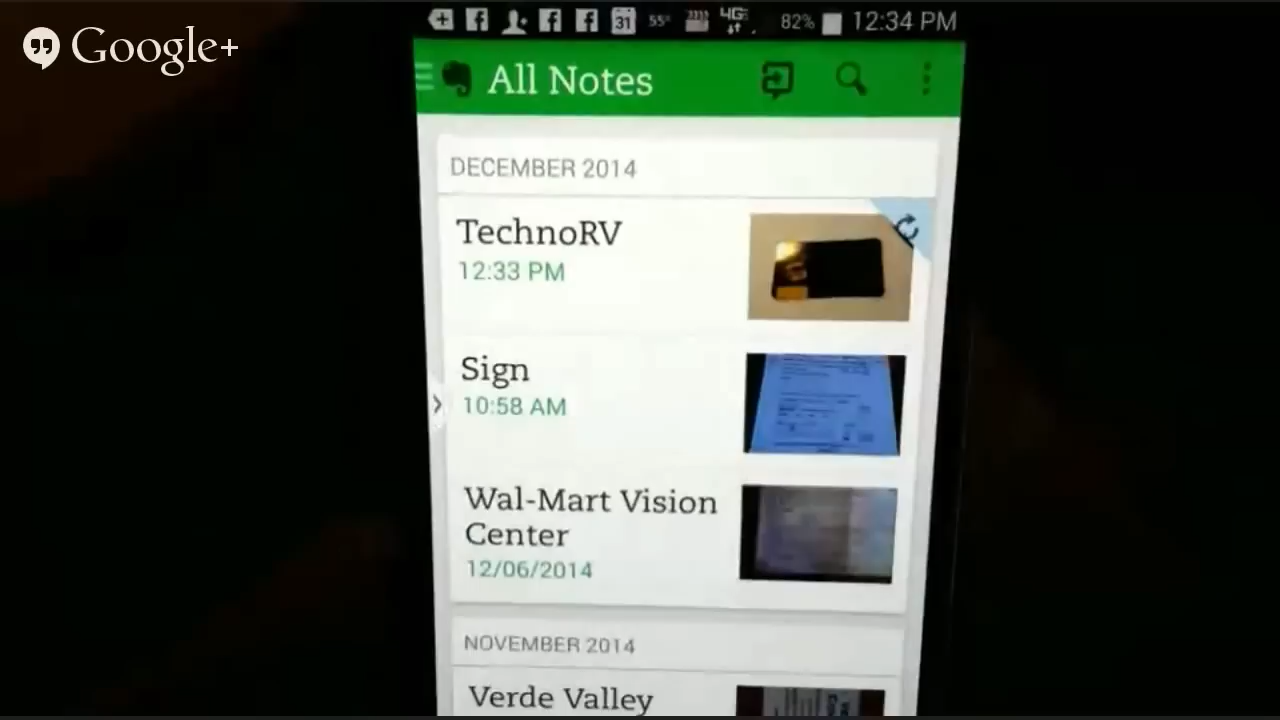 Google+
31 55° 4G 82% 12:34 PM
All Notes
DECEMBER 2014
TechnoRV
12:33 PM
Sign
10:58 AM
Wal-Mart Vision
Center
12/06/2014
NOVEMBER 2014
Verde Valley